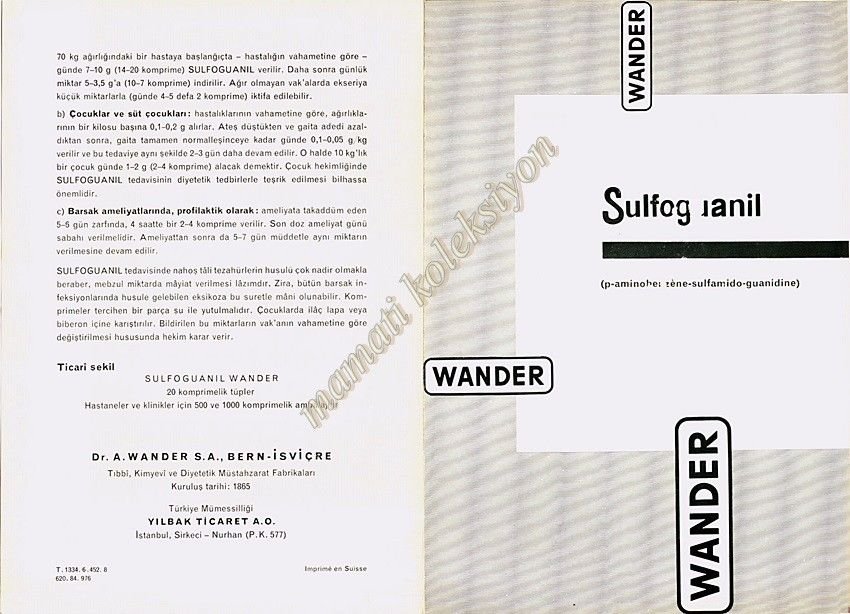 70 kg ağırlığındaki bir hastaya başlangıçta – hastalığın vahametine göre –
günde 7–10 g (14–20 komprime) SULFOGUANIL verilir. Daha sonra günlük
miktar 5–3,5 g'a (10–7 komprime) indirilir. Ağır olmayan vak'alarda ekseriya
küçük miktarlarla (günde 4–5 defa 2 komprime) iktifa edilebilir.
b) Çocuklar ve süt çocukları: hastalıklarının vahametine göre, ağırlıkla-
rının bir kilosu başına 0,1–0,2 g alırlar. Ateş düştükten ve gaita adedi azal-
dıktan sonra, gaita tamamen normalleşinceye kadar günde 0,1–0,05 g/kg
verilir ve bu tedaviye aynı şekilde 2–3 gün daha devam edilir. O halde 10 kg'lık
bir çocuk günde 1–2 g (2–4 komprime) alacak demektir. Çocuk hekimliğinde
SULFOGUANIL tedavisinin diyetetik tedbirlerle teşrik edilmesi bilhassa
önemlidir.
c) Barsak ameliyatlarında, profilaktik olarak: ameliyata takaddüm eden
5–6 gün zarfında, 4 saatte bir 2–4 komprime verilir. Son doz ameliyat günü
sabahı verilmelidir. Ameliyattan sonra da 5–7 gün müddetle aynı miktarın
verilmesine devam edilir.
SULFOGUANIL tedavisinde nahoş tâli tezahürlerin husulü çok nadir olmakla
beraber, mebzul miktarda mâyiat verilmesi lâzımdır. Zira, bütün barsak in-
feksiyonlarında husule gelebilen eksikoza bu suretle mâni olunabilir. Kom-
primeler tercihen bir parça su ile yutulmalıdır. Çocuklarda ilâç lapa veya
biberon içine karıştırılır. Bildirilen bu miktarların vak'anın vahametine göre
değiştirilmesi hususunda hekim karar verir.
Ticarî şekil
SULFOGUANIL WANDER
20 komprimelik tüpler
Hastaneler ve klinikler için 500 ve 1000 komprimelik ambalajlar
Dr. A. WANDER S.A., BERN-İSVİÇRE
Tıbbî, Kimyevî ve Diyetetik Müstahzarat Fabrikaları
Kuruluş tarihi: 1865
Türkiye Mümessilliği
YILBAK TİCARET A.O.
İstanbul, Sirkeci – Nurhan (P.K. 577)
T. 1334. 6. 452. 8
620. 84. 976
Imprimé en Suisse
mamati koleksiyon
WANDER
Sulfoguanil
(p-aminobenzène-sulfamido-guanidine)
WANDER
WANDER